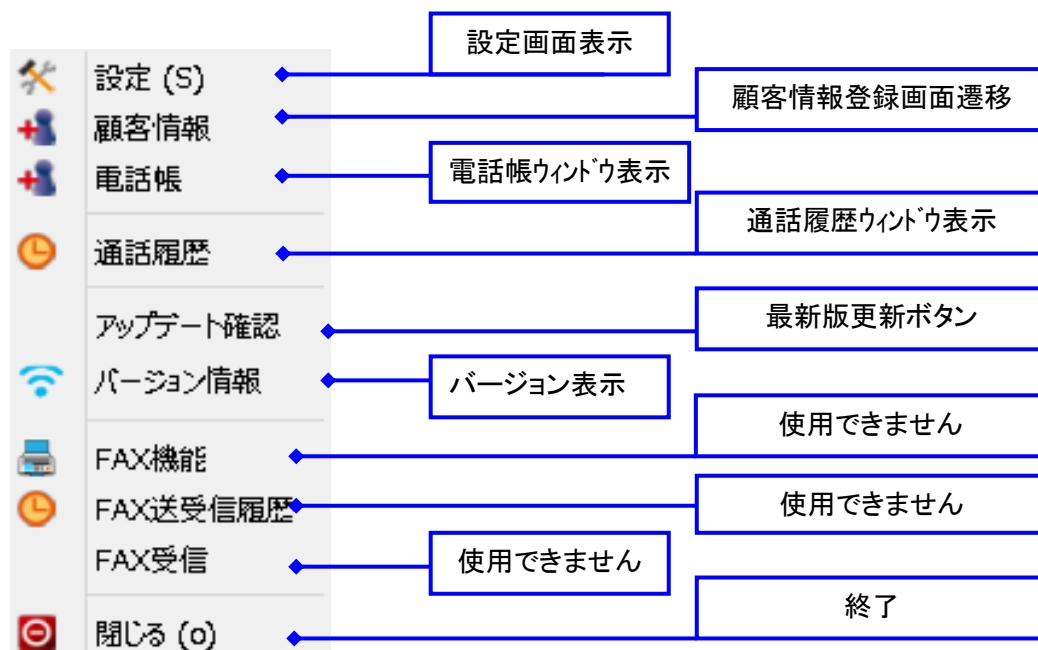 設定画面表示
設定 (S)
顧客情報登録画面遷移
顧客情報
電話帳ウィンドウ表示
電話帳
通話履歴ウィンドウ表示
通話履歴
最新版更新ボタン
アップデート確認
バージョン情報
バージョン表示
使用できません
FAX機能
使用できません
FAX送受信履歴
FAX受信
使用できません
終了
閉じる (o)